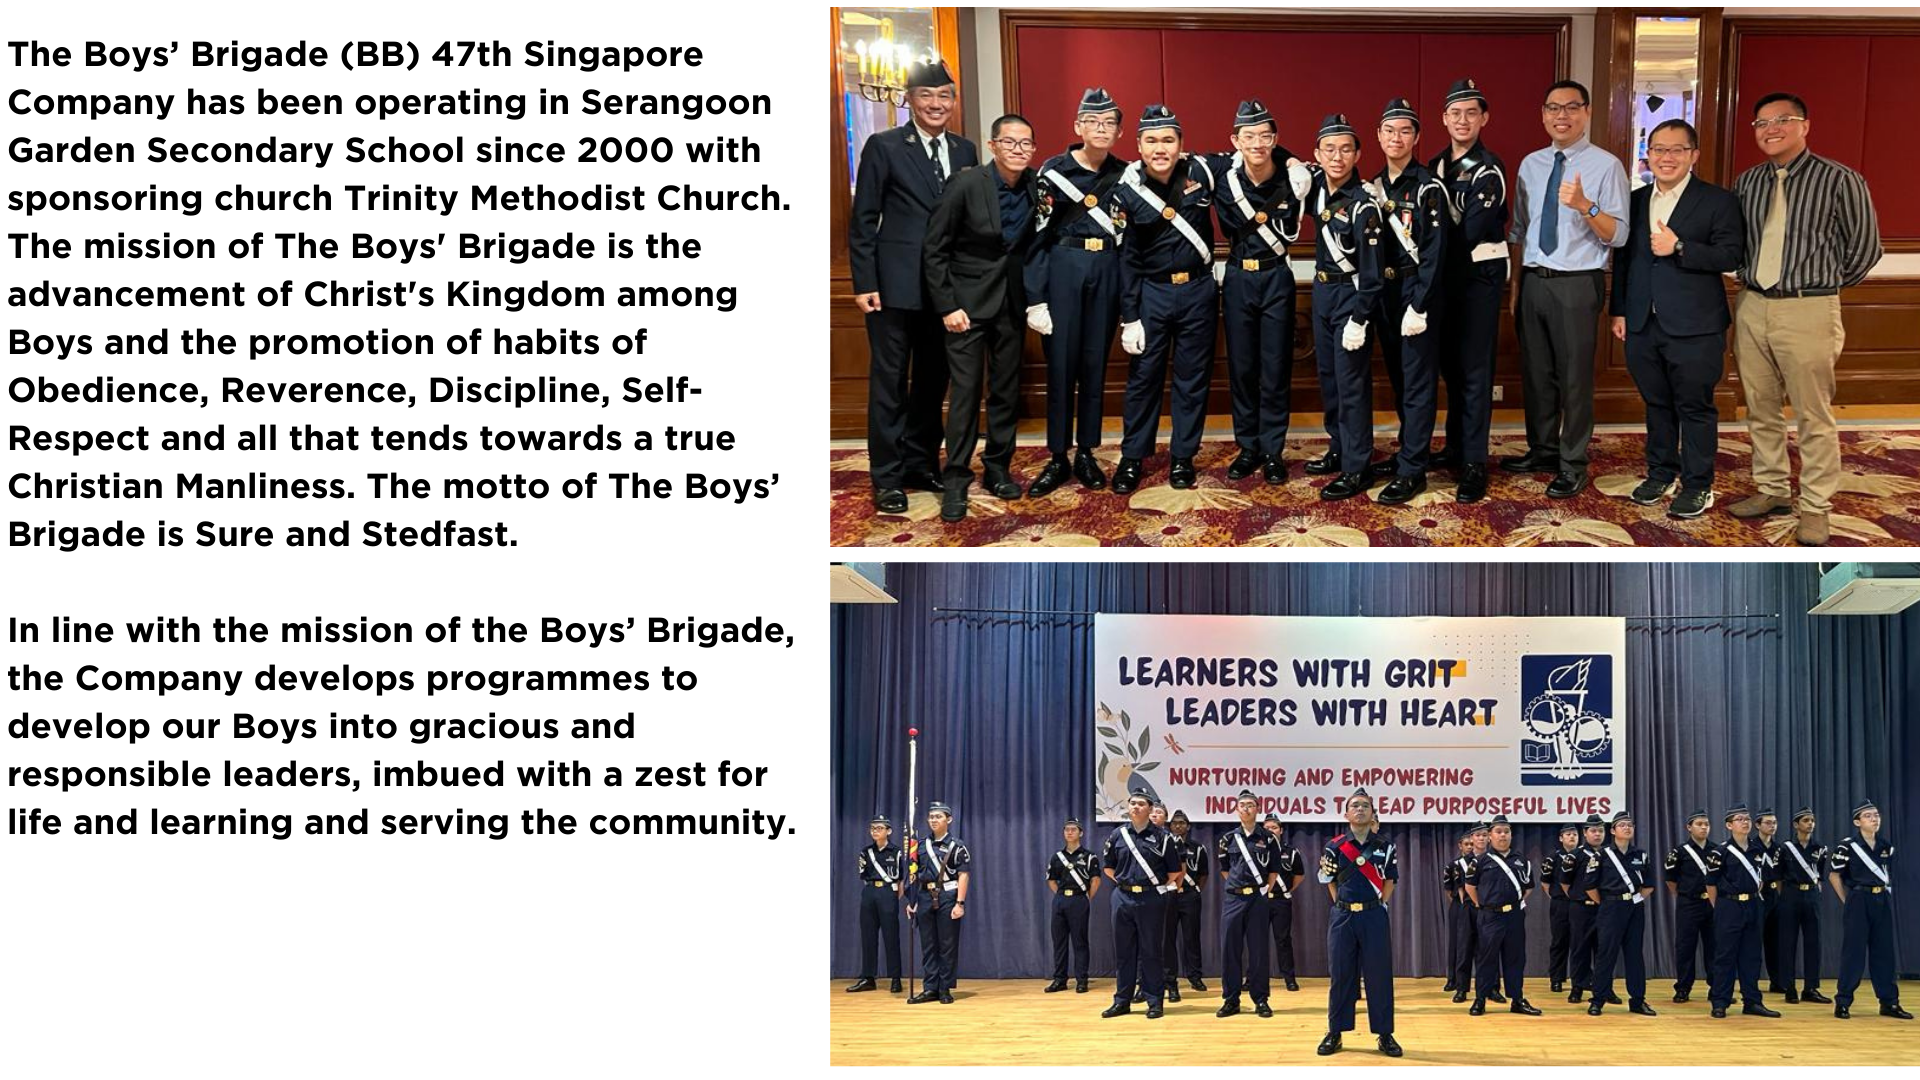 The Boys’ Brigade (BB) 47th Singapore
Company has been operating in Serangoon
Garden Secondary School since 2000 with
sponsoring church Trinity Methodist Church.
The mission of The Boys' Brigade is the
advancement of Christ's Kingdom among
Boys and the promotion of habits of
Obedience, Reverence, Discipline, Self-
Respect and all that tends towards a true
Christian Manliness. The motto of The Boys’
Brigade is Sure and Stedfast.
In line with the mission of the Boys’ Brigade,
the Company develops programmes to
develop our Boys into gracious and
responsible leaders, imbued with a zest for
life and learning and serving the community.
LEARNERS WITH GRIT
LEADERS WITH HEART
NURTURING AND EMPOWERING
INDIVIDUALS TO LEAD PURPOSEFUL LIVES